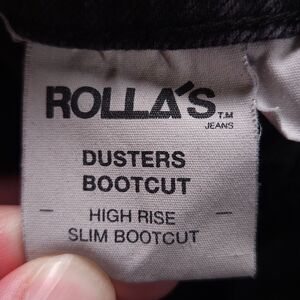 ROLLA'S T.M
JEANS
DUSTERS
BOOTCUT
HIGH RISE
SLIM BOOTCUT